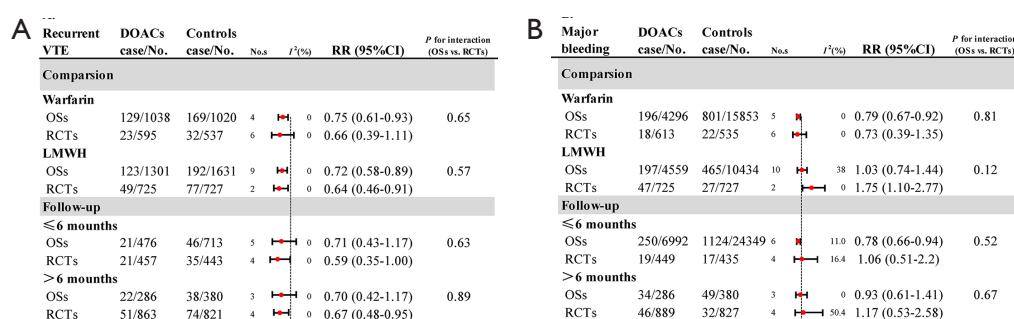 A
Recurrent DOACs Controls P for interaction
VTE case/No. case/No. No.s I²(%) RR (95%CI) (OSs vs. RCTs)
Comparsion
Warfarin
OSs 129/1038 169/1020 4 0 0.75 (0.61-0.93) 0.65
RCTs 23/595 32/537 6 0 0.66 (0.39-1.11)
LMWH
OSs 123/1301 192/1631 9 0 0.72 (0.58-0.89) 0.57
RCTs 49/725 77/727 2 0 0.64 (0.46-0.91)
Follow-up
≤6 mounths
OSs 21/476 46/713 5 0 0.71 (0.43-1.17) 0.63
RCTs 21/457 35/443 4 0 0.59 (0.35-1.00)
>6 mounths
OSs 22/286 38/380 3 0 0.70 (0.42-1.17) 0.89
RCTs 51/863 74/821 4 0 0.67 (0.48-0.95)
B
Major DOACs Controls P for interaction
bleeding case/No. case/No. No.s I²(%) RR (95%CI) (OSs vs. RCTs)
Comparsion
Warfarin
OSs 196/4296 801/15853 5 0 0.79 (0.67-0.92) 0.81
RCTs 18/613 22/535 6 0 0.73 (0.39-1.35)
LMWH
OSs 197/4559 465/10434 10 38 1.03 (0.74-1.44) 0.12
RCTs 47/725 27/727 2 0 1.75 (1.10-2.77)
Follow-up
≤6 mounths
OSs 250/6992 1124/24349 6 11.0 0.78 (0.66-0.94) 0.52
RCTs 19/449 17/435 4 16.4 1.06 (0.51-2.2)
>6 mounths
OSs 34/286 49/380 3 0 0.93 (0.61-1.41) 0.67
RCTs 46/889 32/827 4 50.4 1.17 (0.53-2.58)